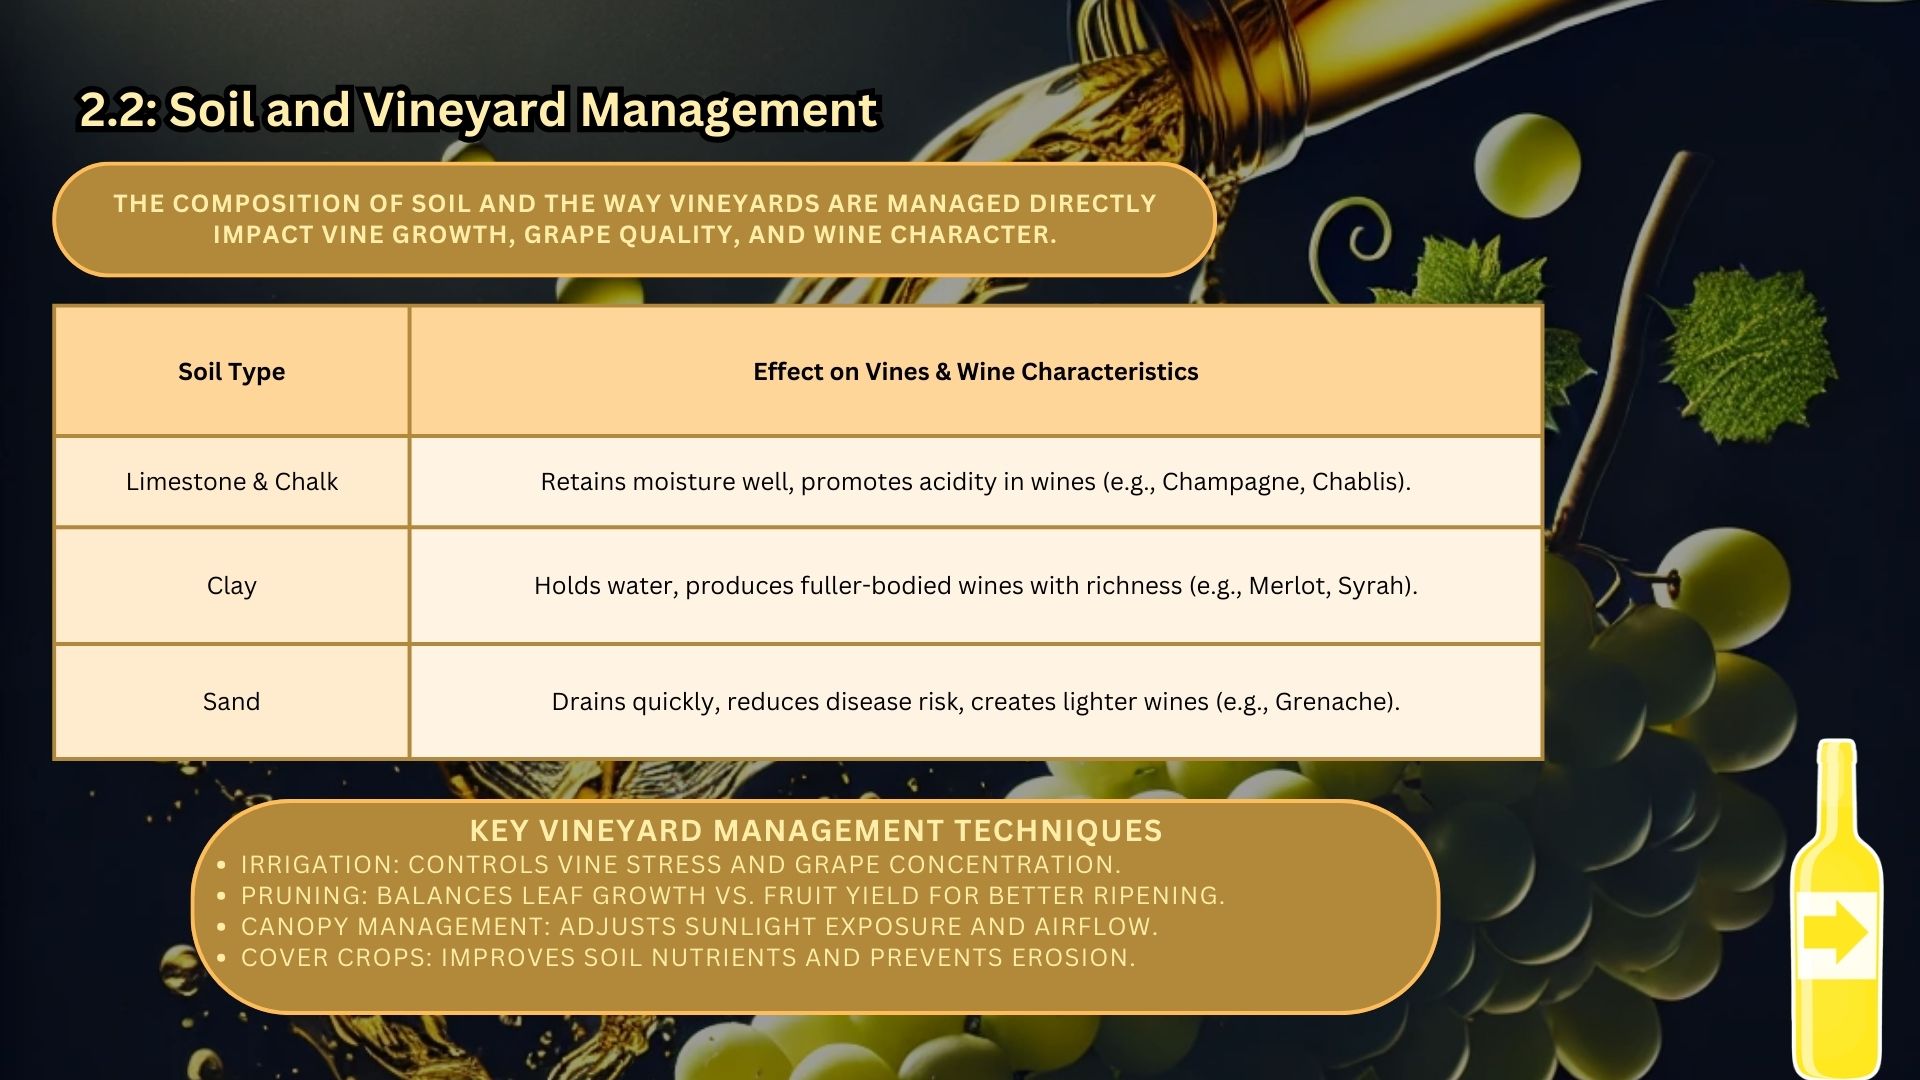 2.2: Soil and Vineyard Management
THE COMPOSITION OF SOIL AND THE WAY VINEYARDS ARE MANAGED DIRECTLY
IMPACT VINE GROWTH, GRAPE QUALITY, AND WINE CHARACTER.
Soil Type
Effect on Vines & Wine Characteristics
Limestone & Chalk
Retains moisture well, promotes acidity in wines (e.g., Champagne, Chablis).
Clay
Holds water, produces fuller-bodied wines with richness (e.g., Merlot, Syrah).
Sand
Drains quickly, reduces disease risk, creates lighter wines (e.g., Grenache).
KEY VINEYARD MANAGEMENT TECHNIQUES
• IRRIGATION: CONTROLS VINE STRESS AND GRAPE CONCENTRATION.
• PRUNING: BALANCES LEAF GROWTH VS. FRUIT YIELD FOR BETTER RIPENING.
• CANOPY MANAGEMENT: ADJUSTS SUNLIGHT EXPOSURE AND AIRFLOW.
• COVER CROPS: IMPROVES SOIL NUTRIENTS AND PREVENTS EROSION.